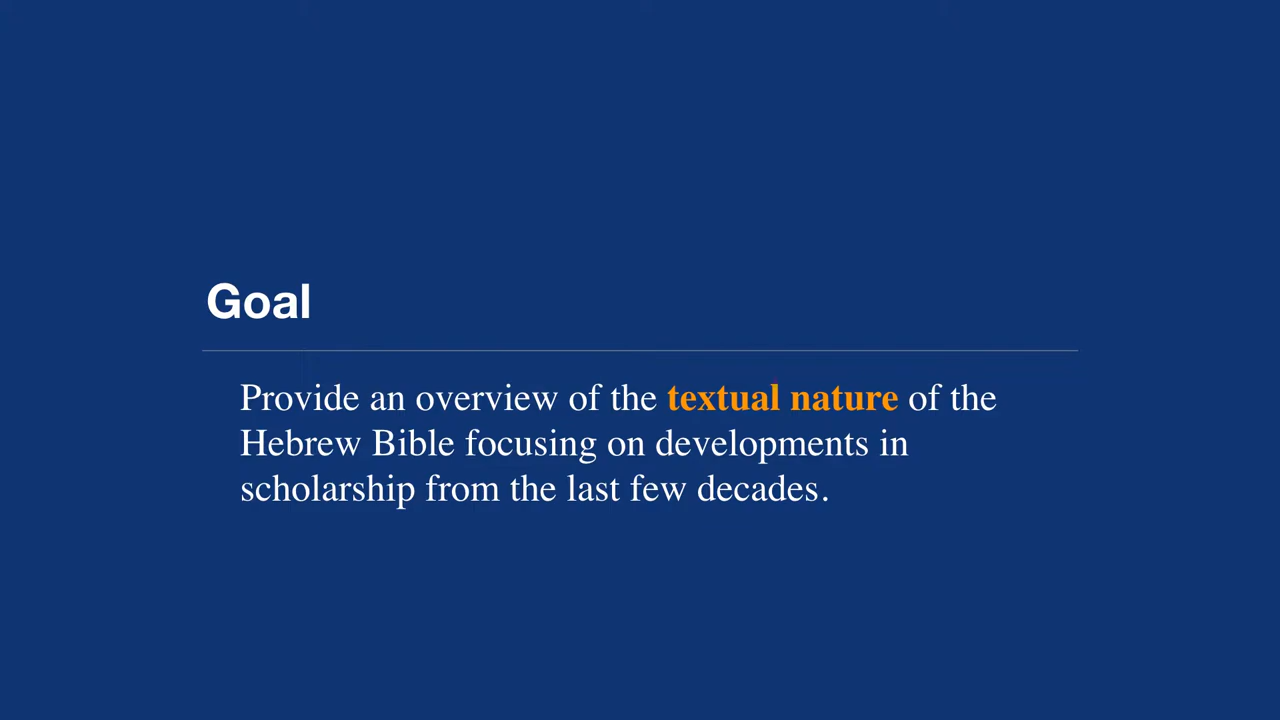 Goal
Provide an overview of the textual nature of the
Hebrew Bible focusing on developments in
scholarship from the last few decades.